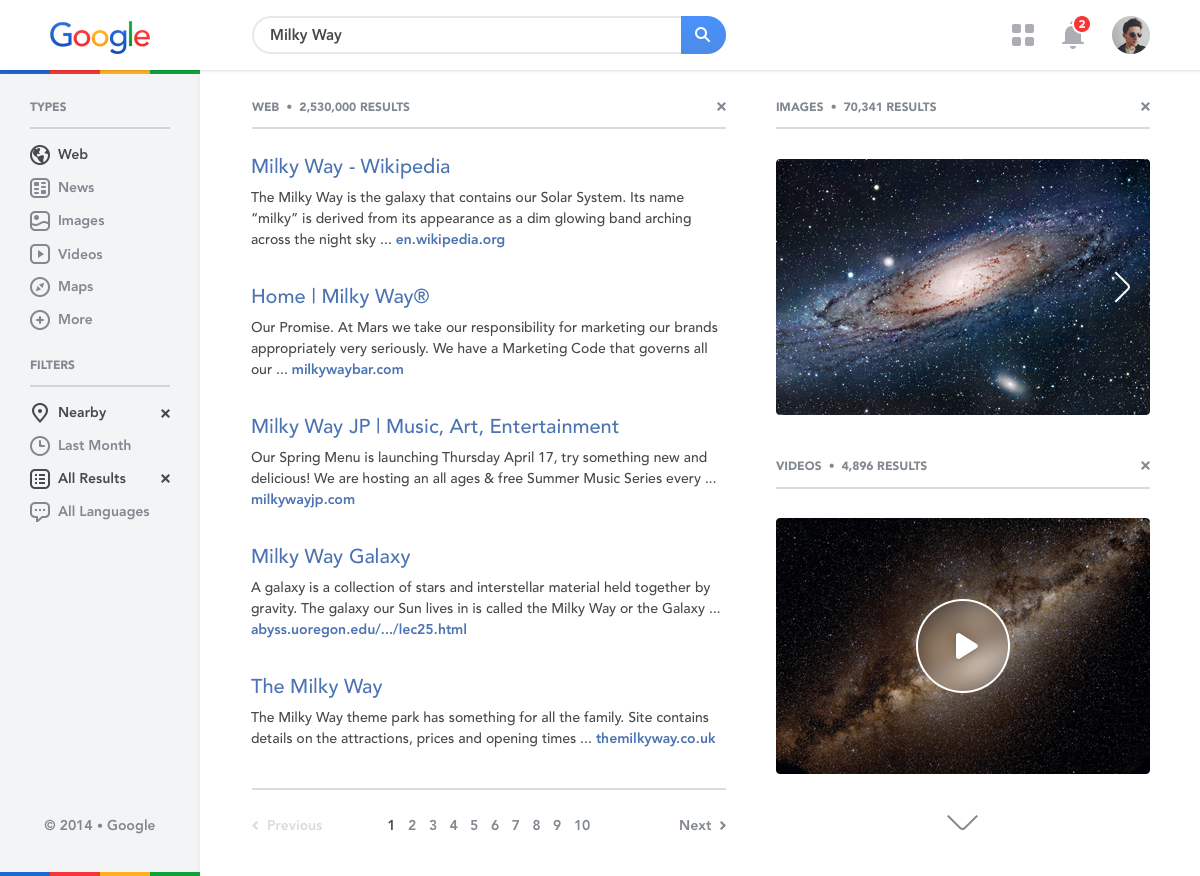 Google
Milky Way
2
TYPES
Web
News
Images
Videos
Maps
More
FILTERS
Nearby
Last Month
All Results
All Languages
© 2014 • Google
WEB • 2,530,000 RESULTS
Milky Way - Wikipedia
The Milky Way is the galaxy that contains our Solar System. Its name
“milky” is derived from its appearance as a dim glowing band arching
across the night sky ... en.wikipedia.org
Home | Milky Way®
Our Promise. At Mars we take our responsibility for marketing our brands
appropriately very seriously. We have a Marketing Code that governs all
our ... milkywaybar.com
Milky Way JP | Music, Art, Entertainment
Our Spring Menu is launching Thursday April 17, try something new and
delicious! We are hosting an all ages & free Summer Music Series every ...
milkywayjp.com
Milky Way Galaxy
A galaxy is a collection of stars and interstellar material held together by
gravity. The galaxy our Sun lives in is called the Milky Way or the Galaxy ...
abyss.uoregon.edu/.../lec25.html
The Milky Way
The Milky Way theme park has something for all the family. Site contains
details on the attractions, prices and opening times ... themilkyway.co.uk
Previous 1 2 3 4 5 6 7 8 9 10 Next
IMAGES • 70,341 RESULTS
VIDEOS • 4,896 RESULTS